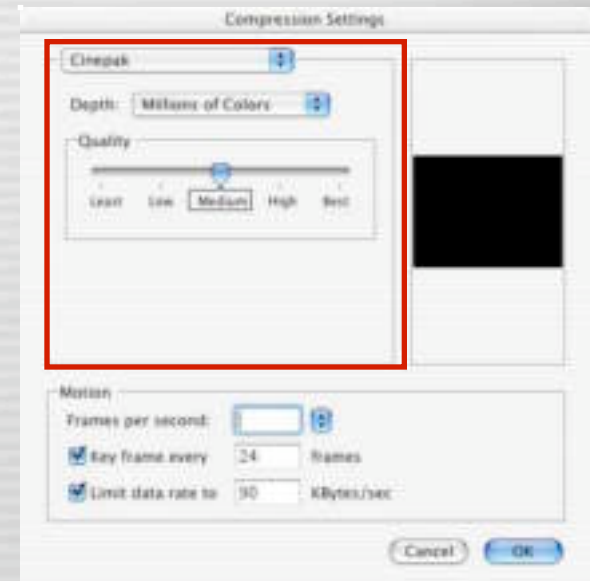 Compression Settings
Cinepak
Depth: Millions of Colors
Quality
Least Low Medium High Best
Motion
Frames per second:
Key frame every 24 frames
Limit data rate to 90 KBytes/sec
Cancel OK